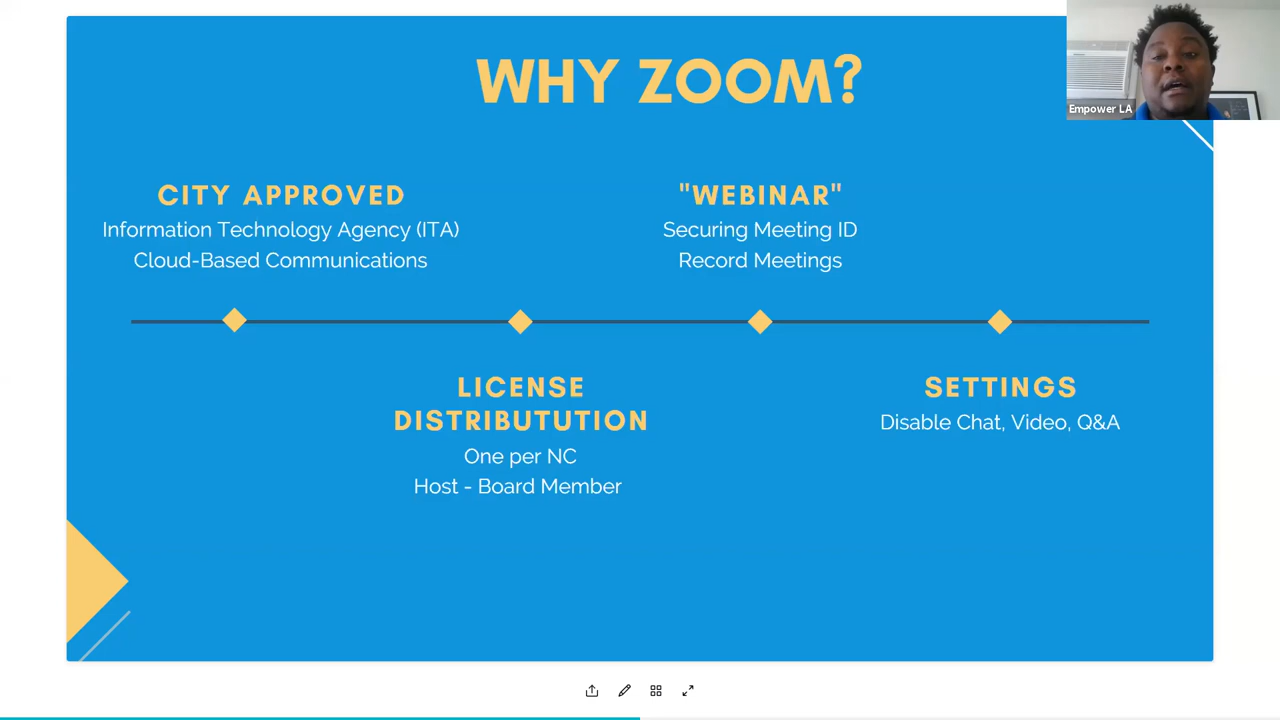 WHY ZOOM?
Empower LA
CITY APPROVED
Information Technology Agency (ITA)
Cloud-Based Communications
"WEBINAR"
Securing Meeting ID
Record Meetings
LICENSE
DISTRIBUTUTION
One per NC
Host - Board Member
SETTINGS
Disable Chat, Video, Q&A